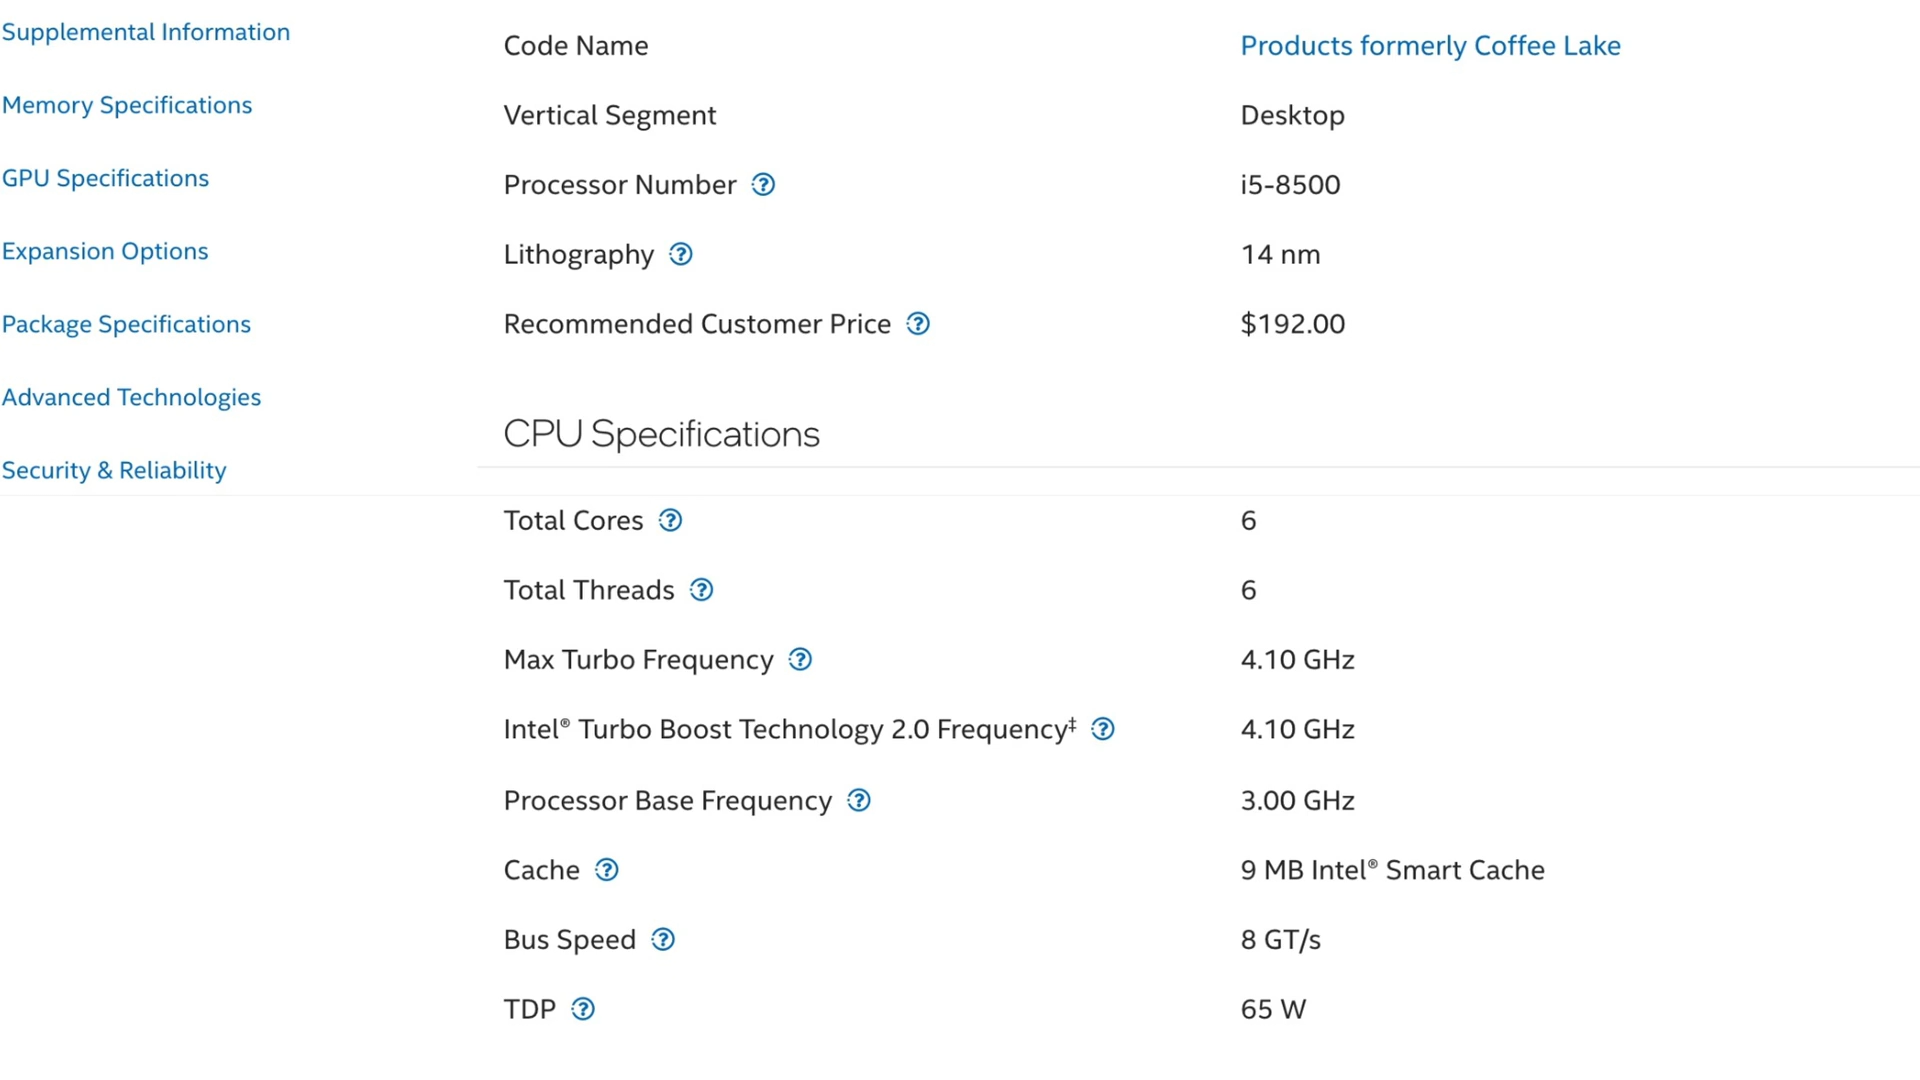 Supplemental Information
Memory Specifications
GPU Specifications
Expansion Options
Package Specifications
Advanced Technologies
Security & Reliability
Code Name Products formerly Coffee Lake
Vertical Segment Desktop
Processor Number ? i5-8500
Lithography ? 14 nm
Recommended Customer Price ? $192.00
CPU Specifications
Total Cores ? 6
Total Threads ? 6
Max Turbo Frequency ? 4.10 GHz
Intel® Turbo Boost Technology 2.0 Frequency‡ ? 4.10 GHz
Processor Base Frequency ? 3.00 GHz
Cache ? 9 MB Intel® Smart Cache
Bus Speed ? 8 GT/s
TDP ? 65 W